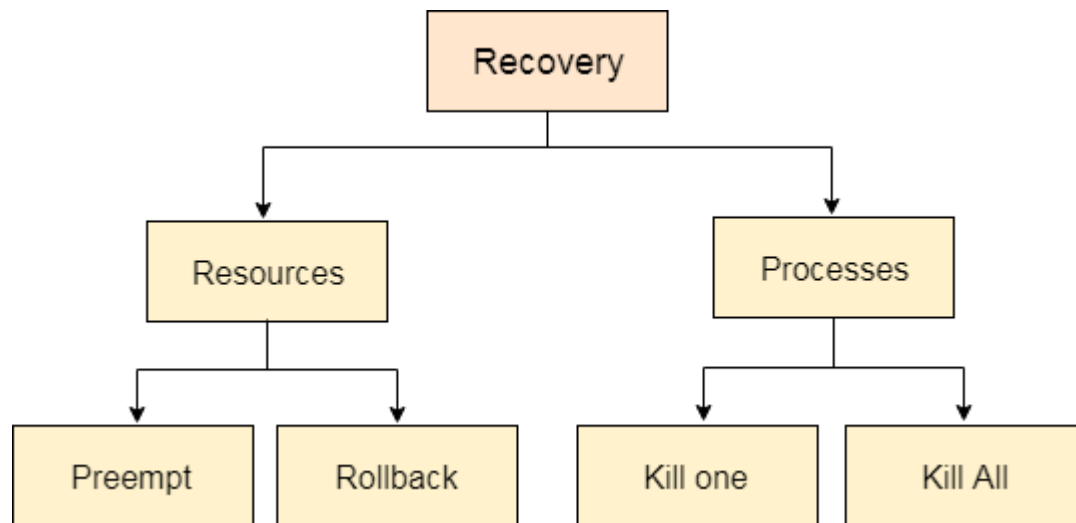 Recovery
Resources
Processes
Preempt
Rollback
Kill one
Kill All